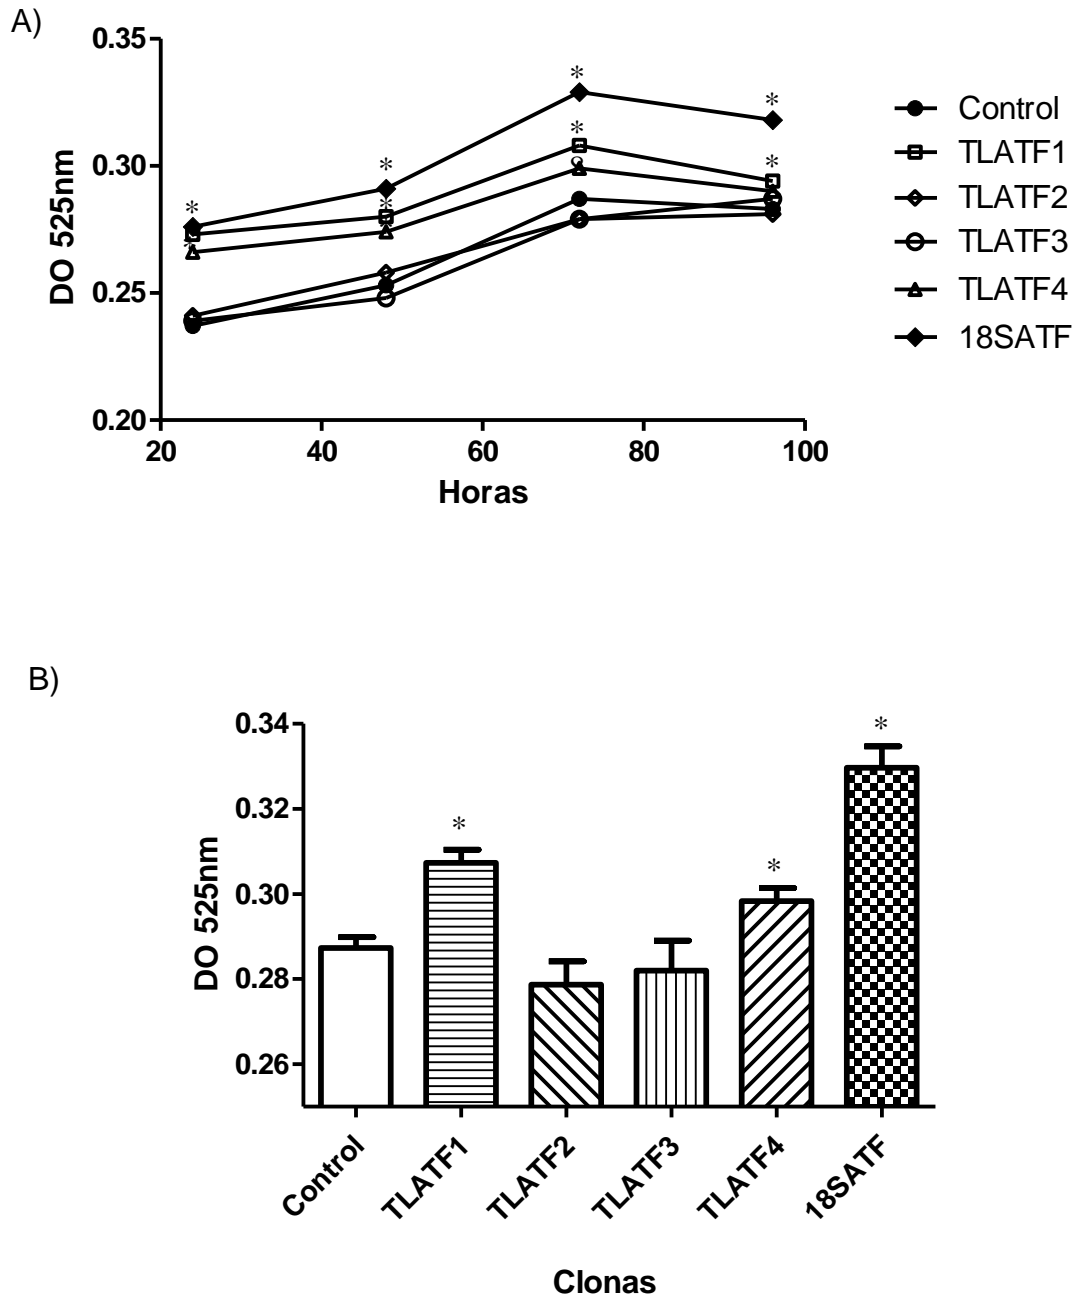 A)
0.35
0.30
0.25
0.20
DO 525nm
20 40 60 80 100
Horas
* * * *
* * * *
*
Control
TLATF1
TLATF2
TLATF3
TLATF4
18SATF
B)
0.34
0.32
0.30
0.28
0.26
DO 525nm
* * *
Control TLATF1 TLATF2 TLATF3 TLATF4 18SATF
Clonas